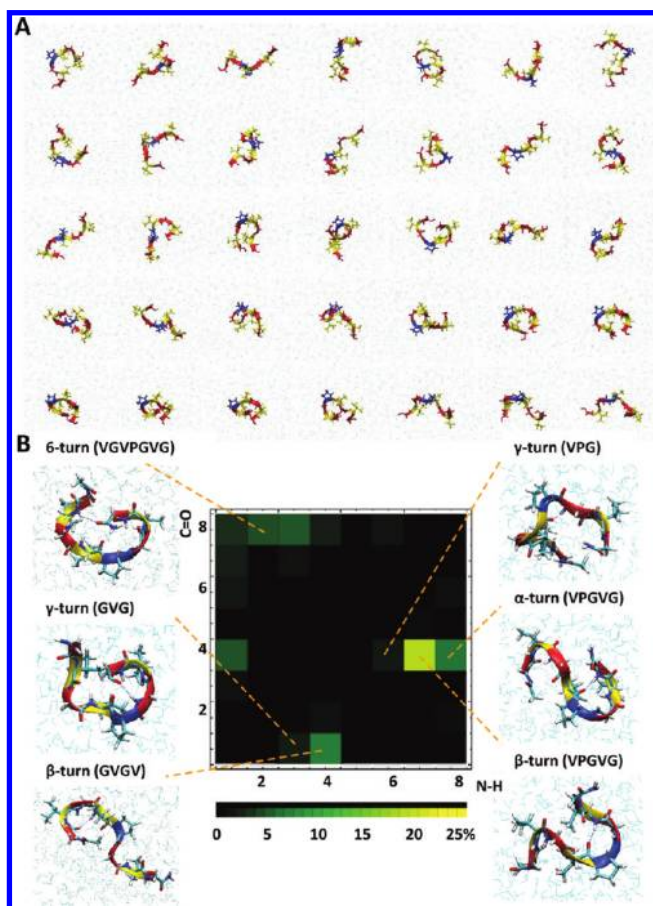 A
B
6-turn (VGVPGVG)
γ-turn (VPG)
C=O
8
6
4
2
γ-turn (GVG)
α-turn (VPGVG)
β-turn (GVGV)
β-turn (VPGVG)
2 4 6 8
N-H
0 5 10 15 20 25%